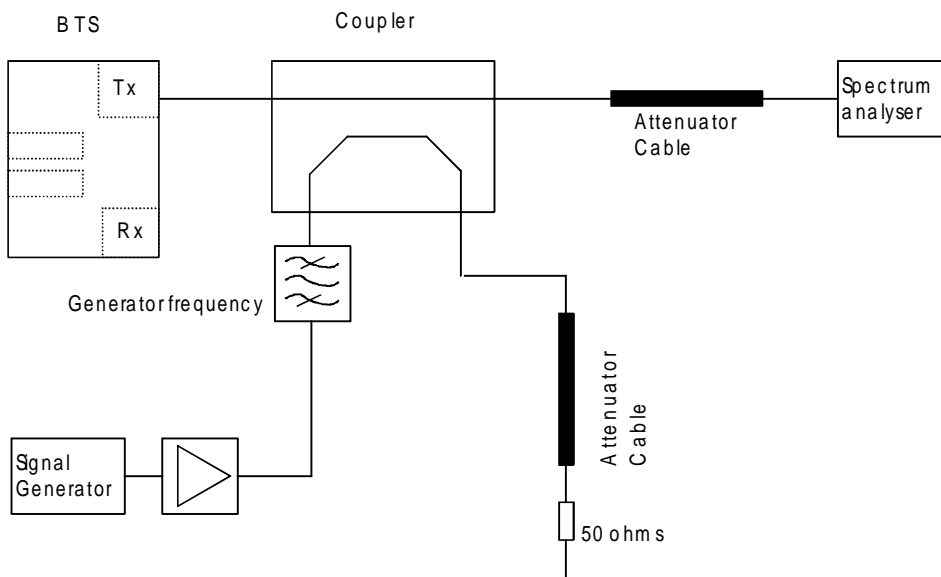 BTS
Coupler
Tx
Spectrum
analyser
Attenuator
Cable
Rx
Generator frequency
Attenuator
Cable
Signal
Generator
50 ohms